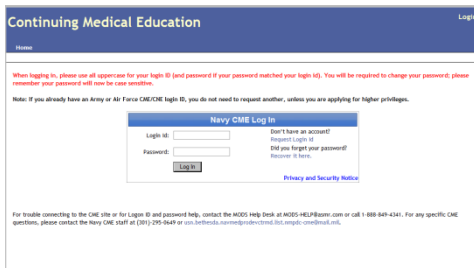 Continuing Medical Education
Login
Home
When logging in, please use all uppercase for your login ID (and password if your password matched your login id). You will be required to change your password; please
remember your password will now be case sensitive.
Note: If you already have an Army or Air Force CME/CNE login ID, you do not need to request another, unless you are applying for higher privileges.
Navy CME Log In
Login Id:
Don't have an account?
Request Login Id
Password:
Did you forget your password?
Recover it here.
Log In
Privacy and Security Notice
For trouble connecting to the CME site or for Logon ID and password help, contact the MODS Help Desk at MODS-HELP@asmr.com or call 1-888-849-4341. For any specific CME
questions, please contact the Navy CME staff at (301)-295-0649 or